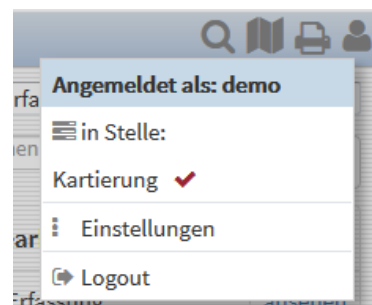 Angemeldet als: demo
in Stelle:
Kartierung
Einstellungen
Logout